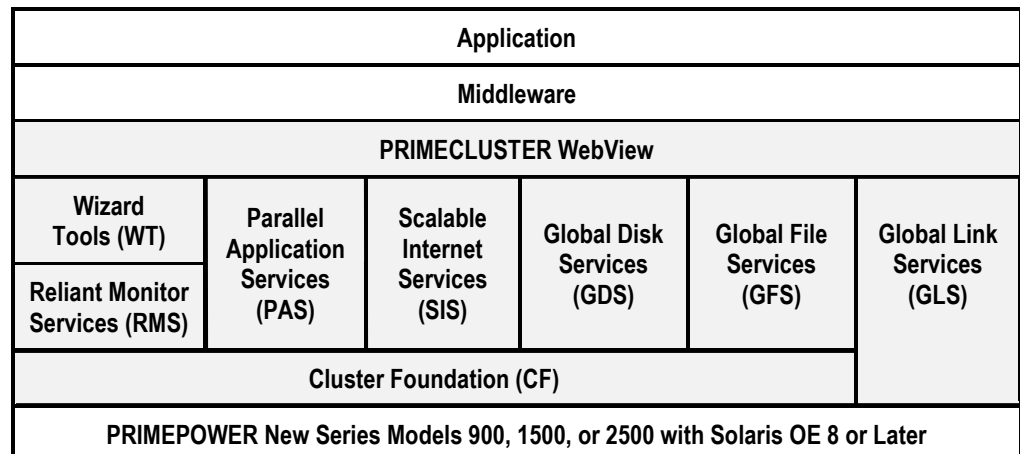 Application
Middleware
PRIMECLUSTER WebView
Wizard
Tools (WT)
Reliant Monitor
Services (RMS)
Parallel
Application
Services
(PAS)
Scalable
Internet
Services
(SIS)
Global Disk
Services
(GDS)
Global File
Services
(GFS)
Global Link
Services
(GLS)
Cluster Foundation (CF)
PRIMEPOWER New Series Models 900, 1500, or 2500 with Solaris OE 8 or Later